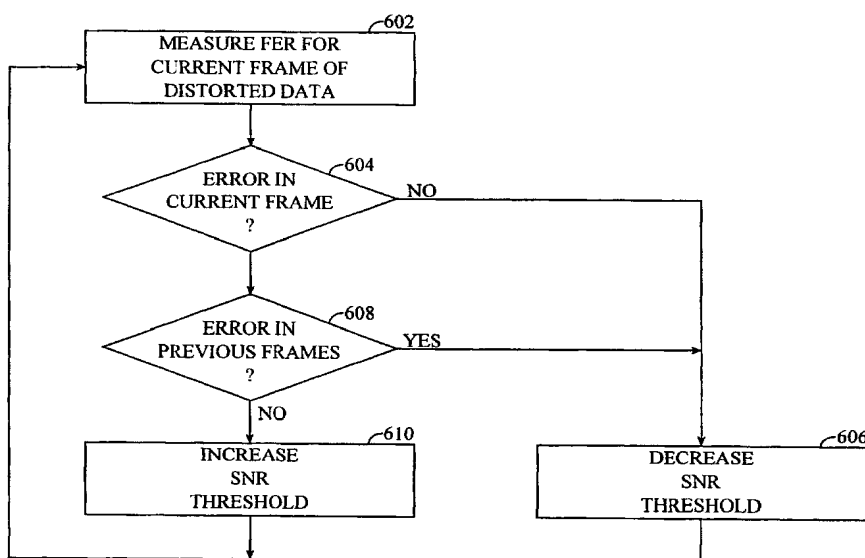 602
MEASURE FER FOR
CURRENT FRAME OF
DISTORTED DATA
604
ERROR IN
CURRENT FRAME
?
NO
608
ERROR IN
PREVIOUS FRAMES
?
YES
NO
610
INCREASE
SNR
THRESHOLD
606
DECREASE
SNR
THRESHOLD